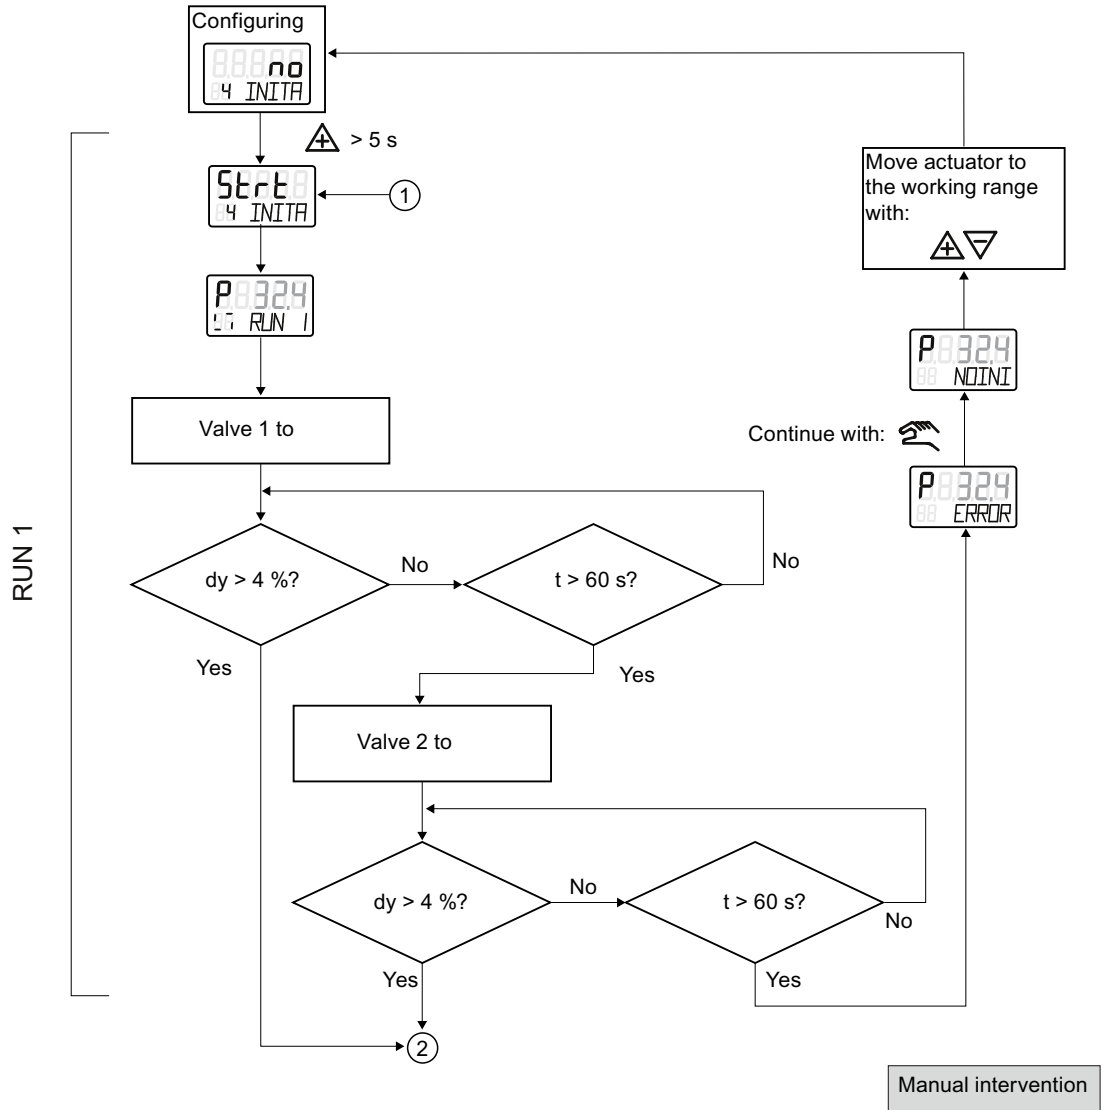 Configuring
no
4 INITA
> 5 s
Strt
4 INITA
1
P 32.4
RUN 1
Valve 1 to
dy > 4 %?
No
t > 60 s?
No
Yes
Yes
Valve 2 to
dy > 4 %?
No
t > 60 s?
No
Yes
Yes
2
RUN 1
Move actuator to
the working range
with:
P 32.4
NOINI
Continue with:
P 32.4
ERROR
Manual intervention